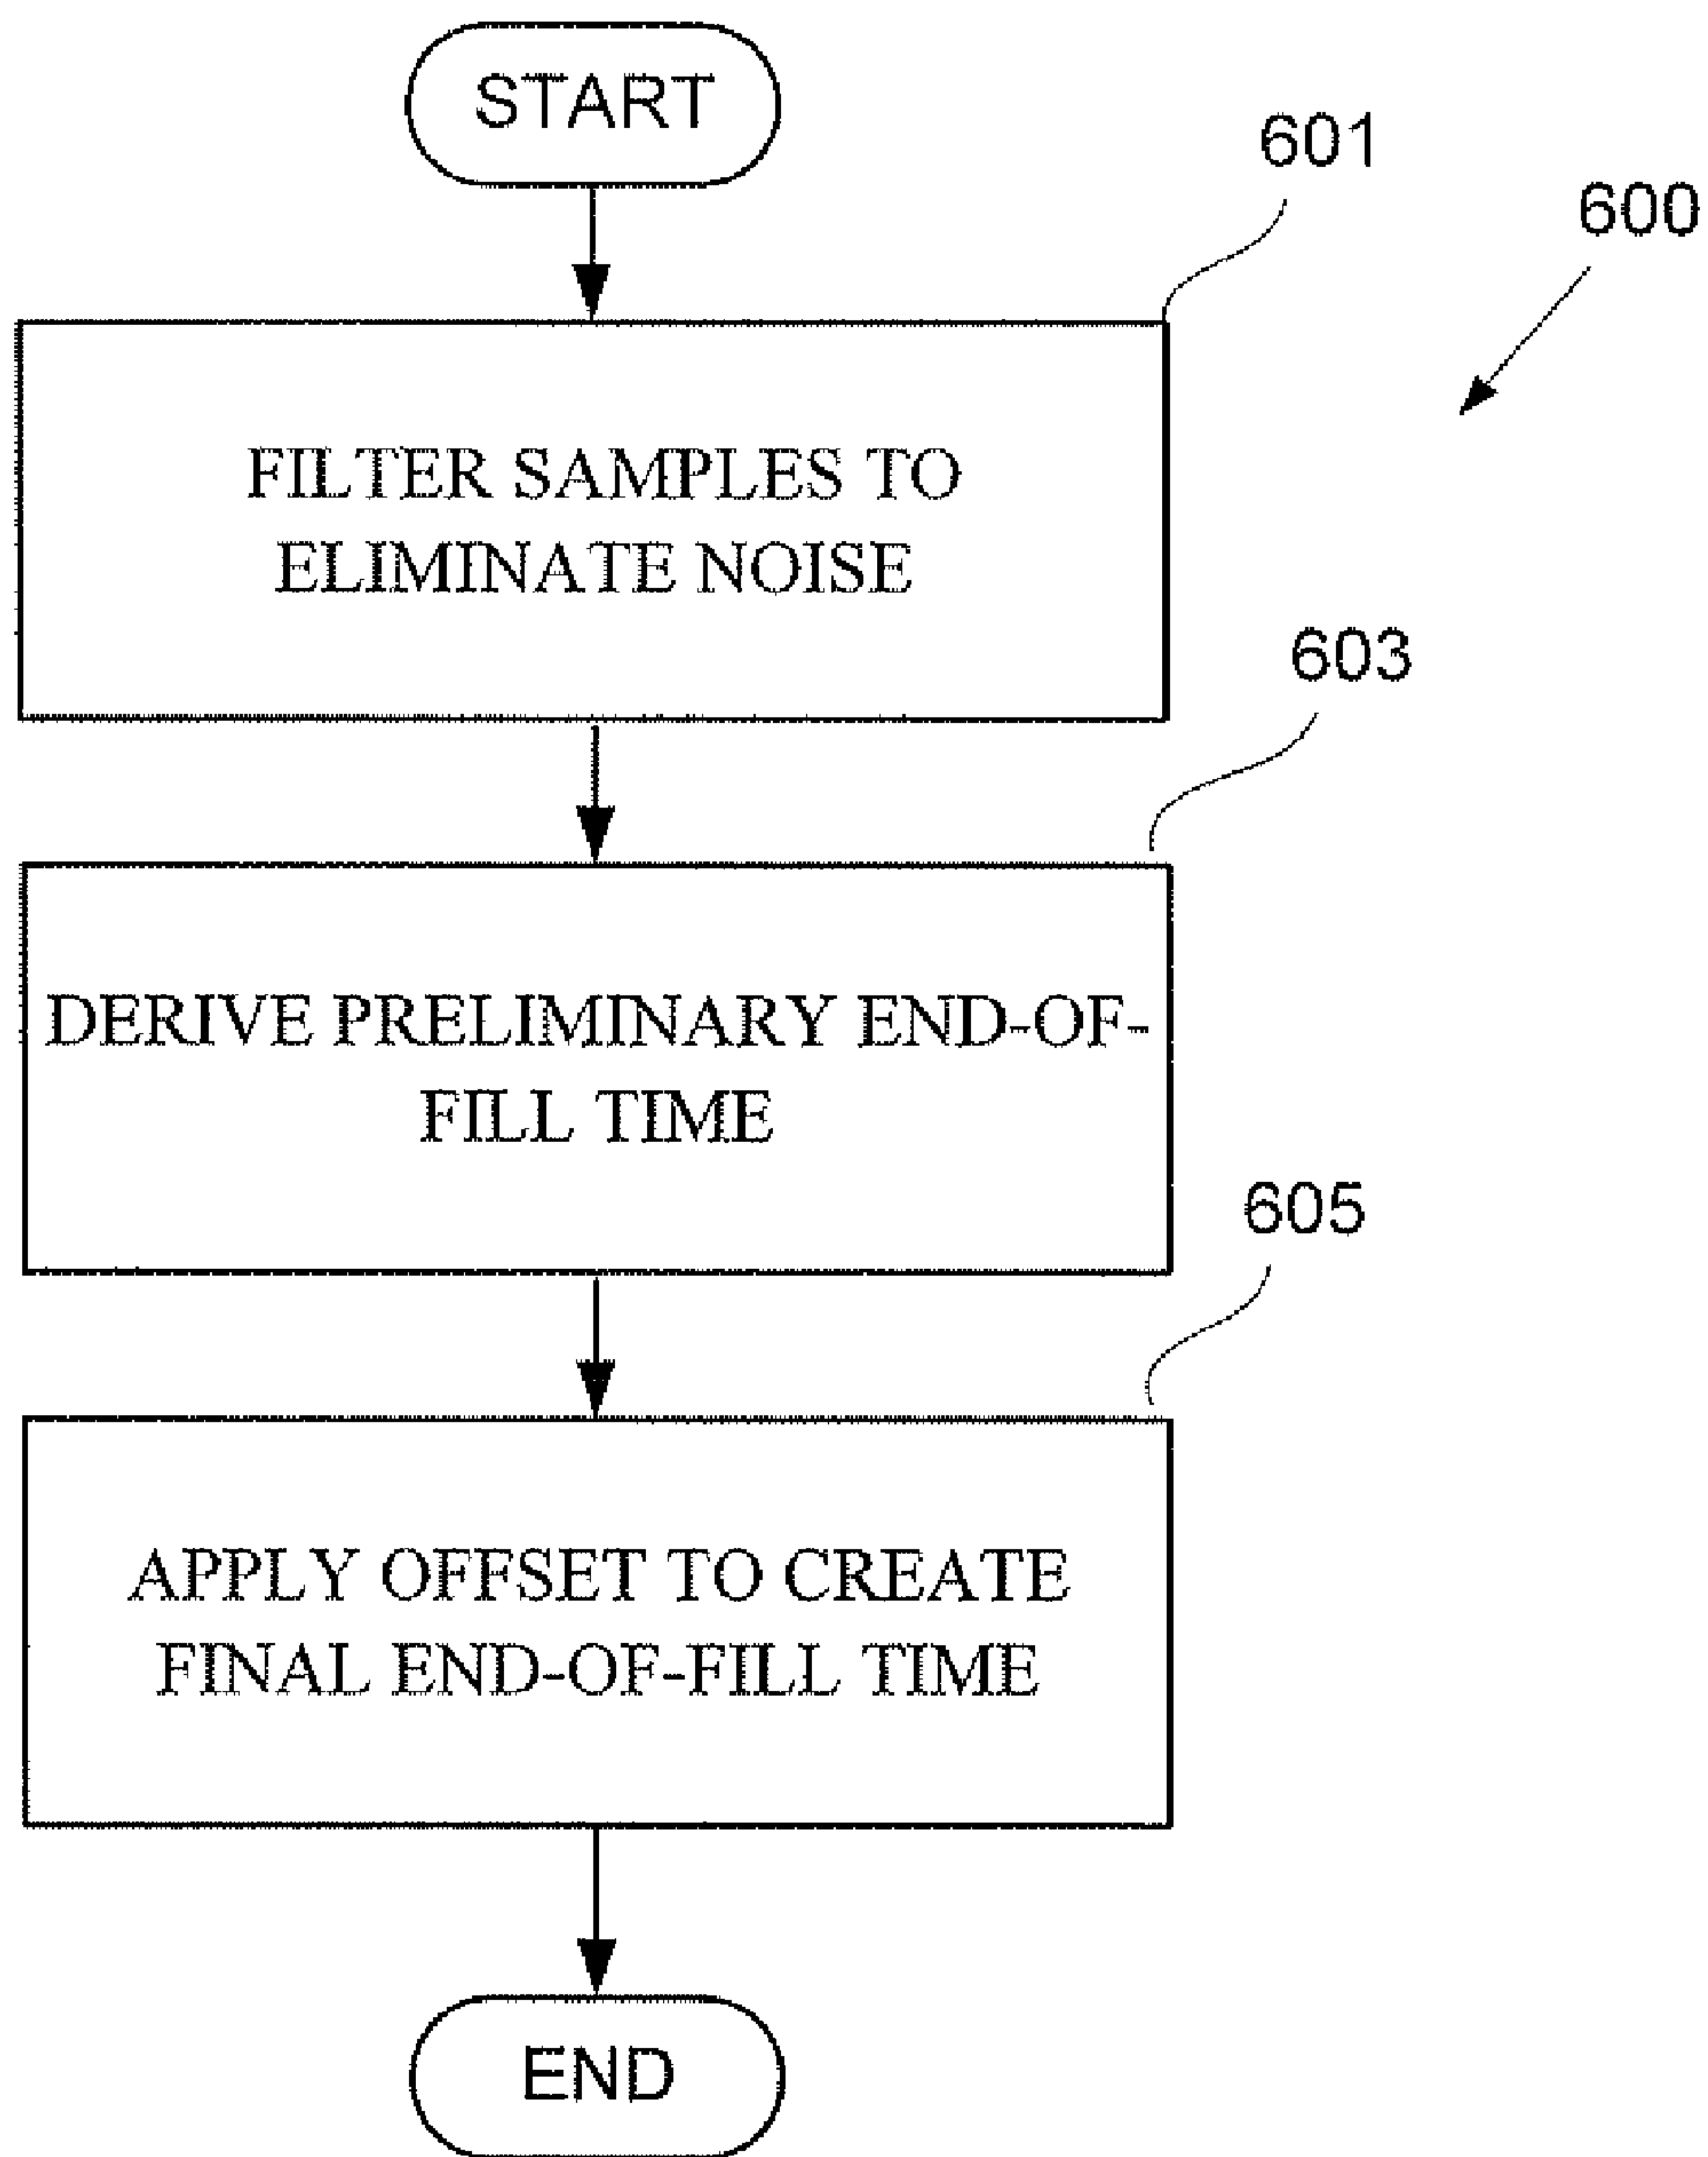 START
601
600
FILTER SAMPLES TO
ELIMINATE NOISE
603
DERIVE PRELIMINARY END-OF-
FILL TIME
605
APPLY OFFSET TO CREATE
FINAL END-OF-FILL TIME
END